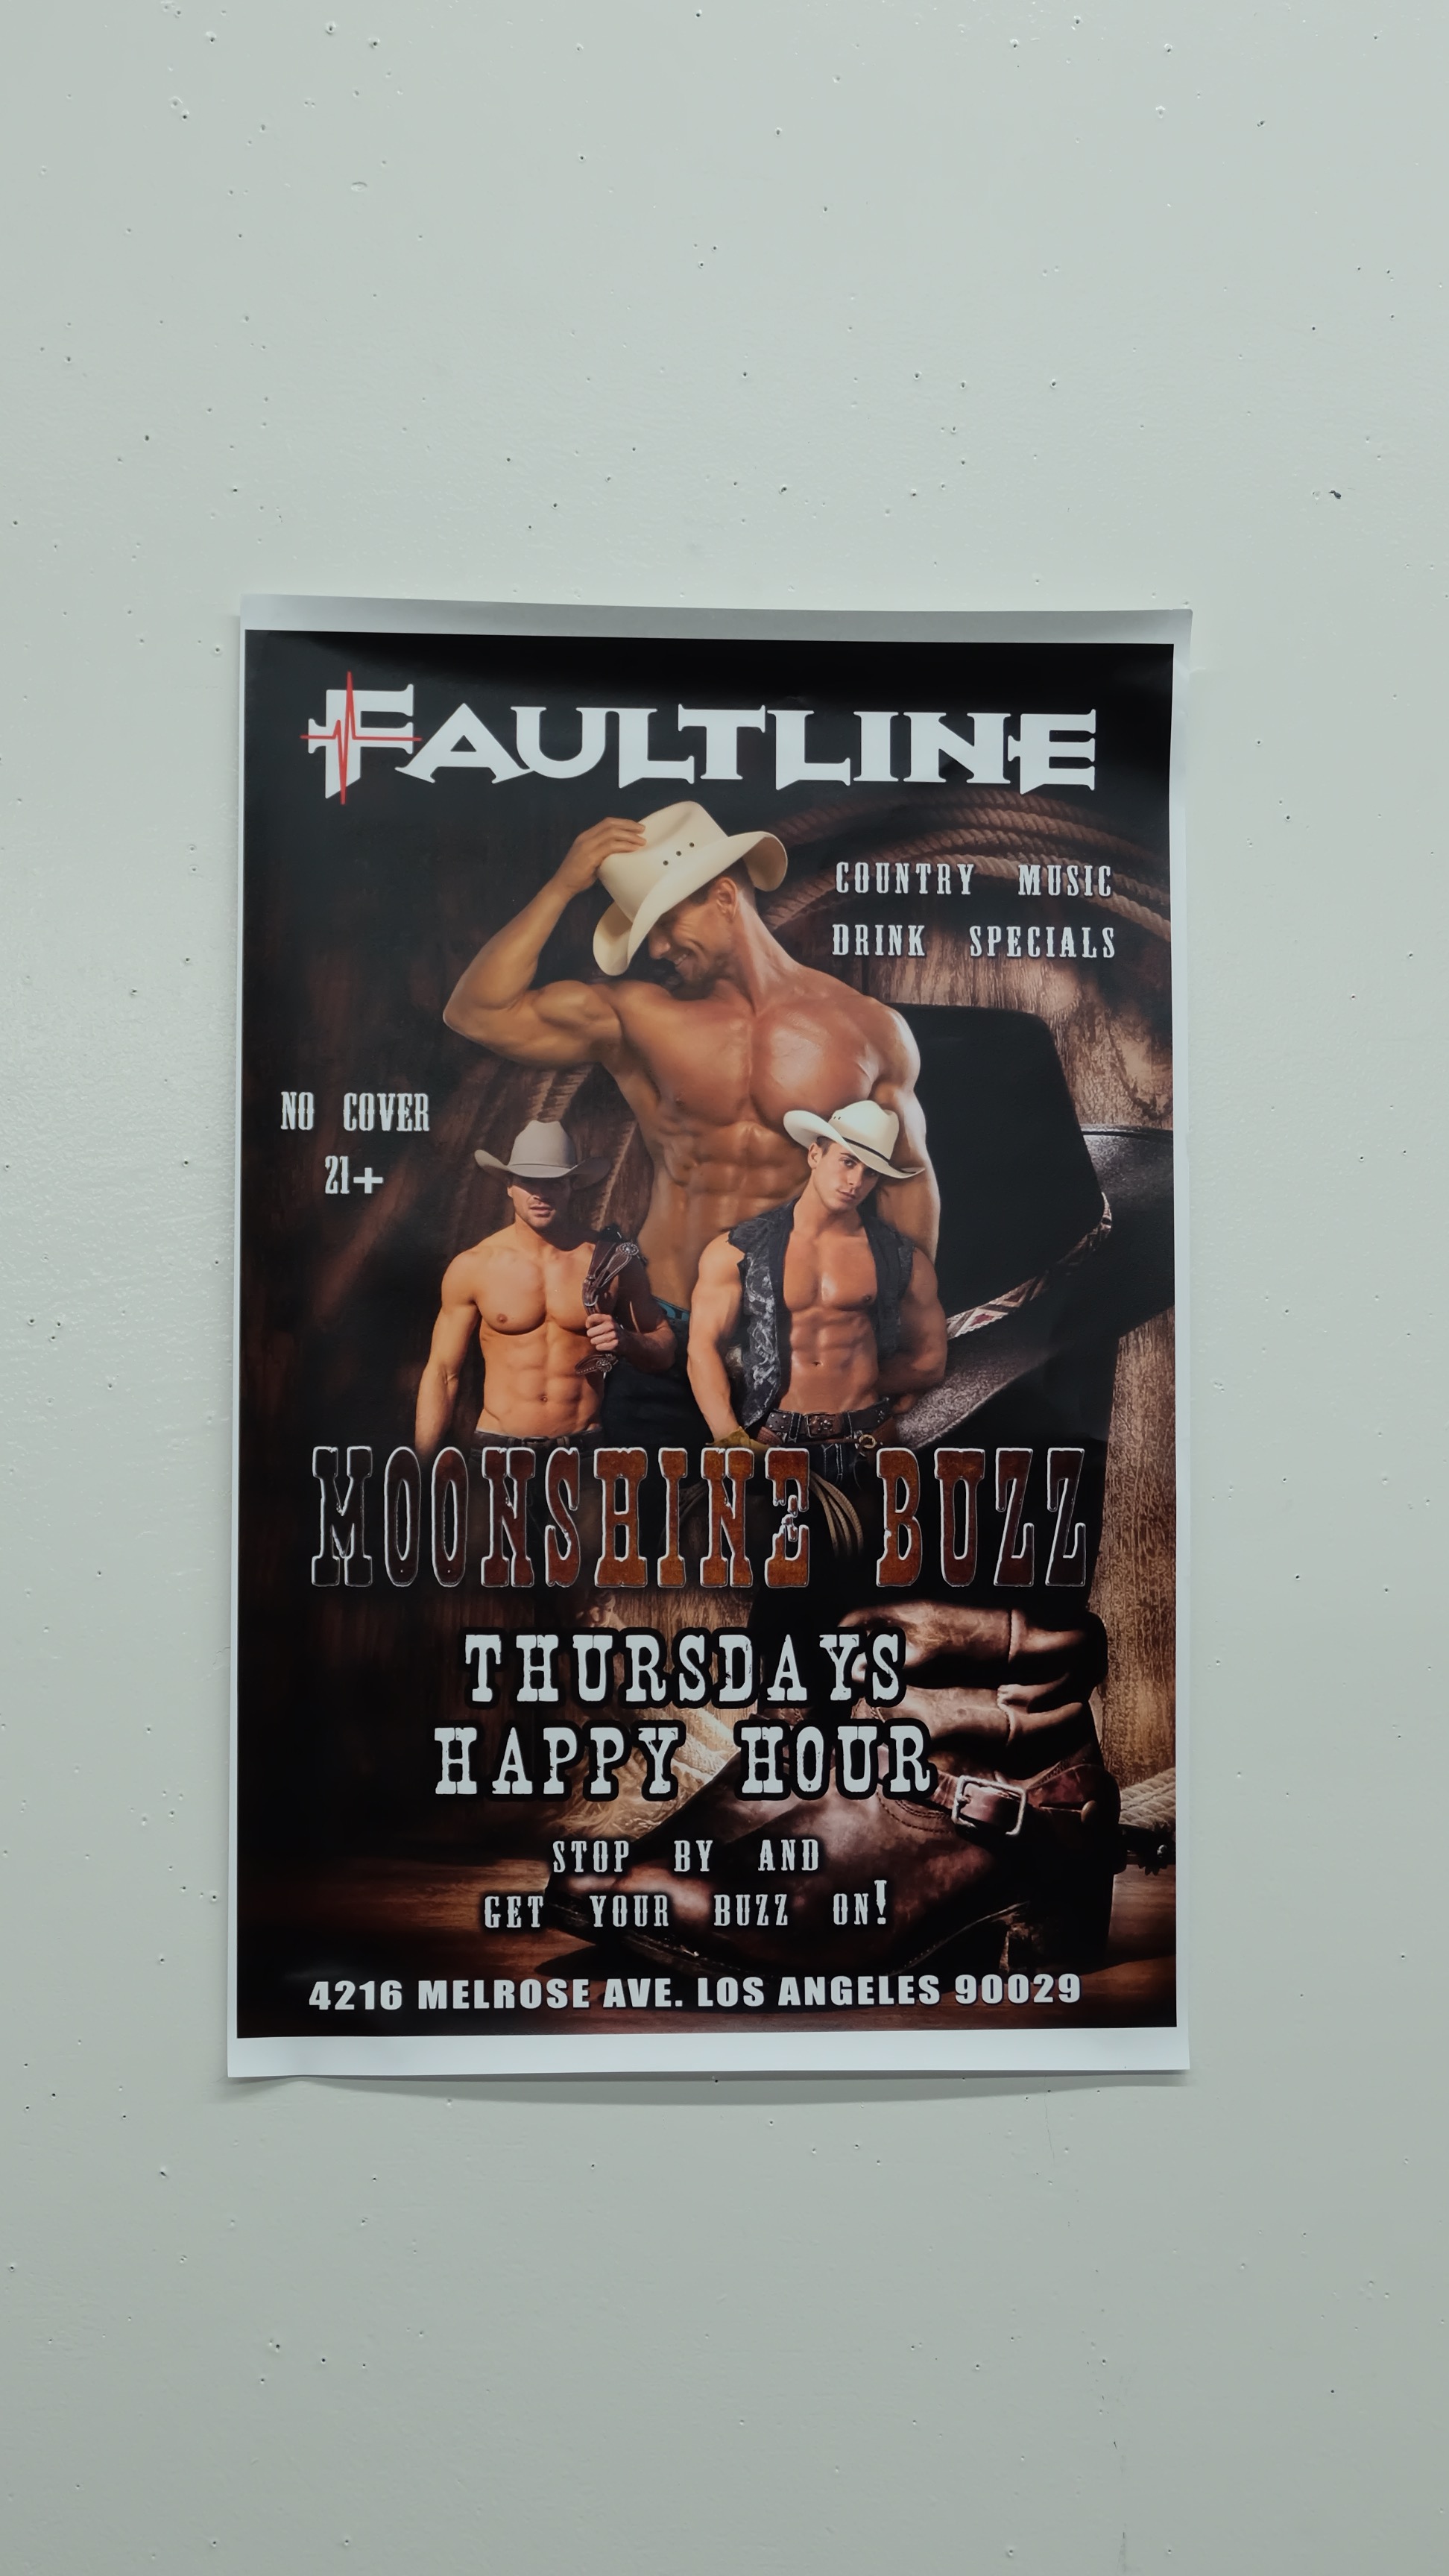 FAULTLINE
COUNTRY MUSIC
DRINK SPECIALS
NO COVER
21+
MOONSHINE BUZZ
THURSDAYS
HAPPY HOUR
STOP BY AND
GET YOUR BUZZ ON!
4216 MELROSE AVE. LOS ANGELES 90029